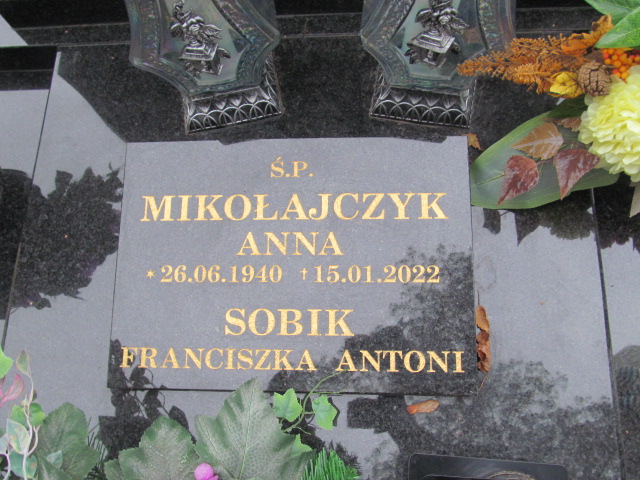 Ś.P.
MIKOŁAJCZYK
ANNA
* 26.06.1940 † 15.01.2022
SOBIK
FRANCISZKA ANTONI